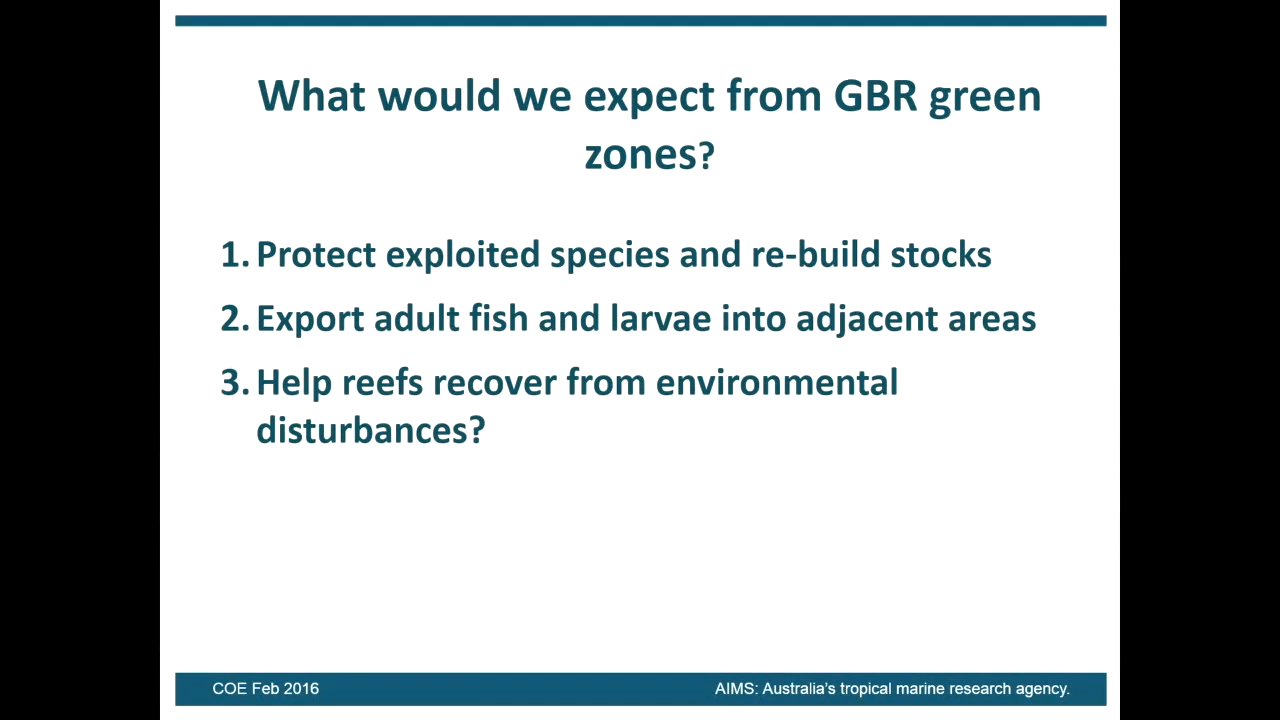 What would we expect from GBR green
zones?
1. Protect exploited species and re-build stocks
2. Export adult fish and larvae into adjacent areas
3. Help reefs recover from environmental
disturbances?
COE Feb 2016
AIMS: Australia's tropical marine research agency.